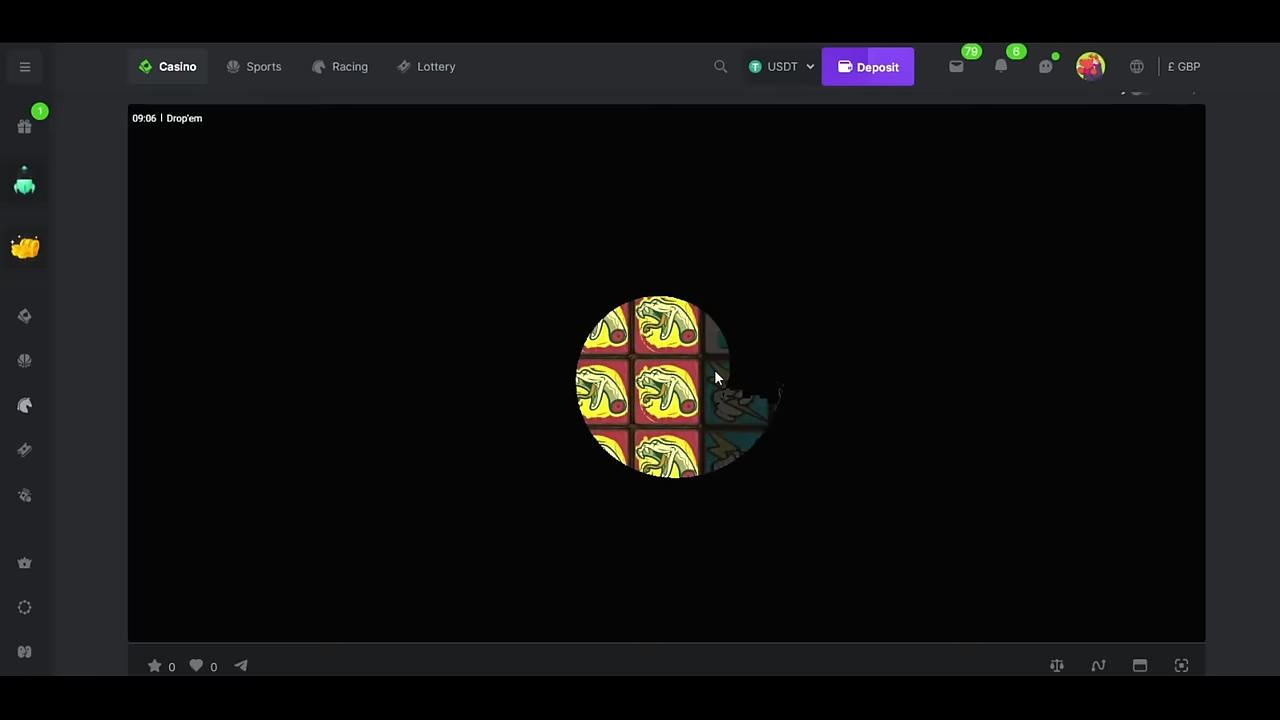 Casino
Sports
Racing
Lottery
USDT
Deposit
79
6
£ GBP
1
09:06 | Drop'em
0
0